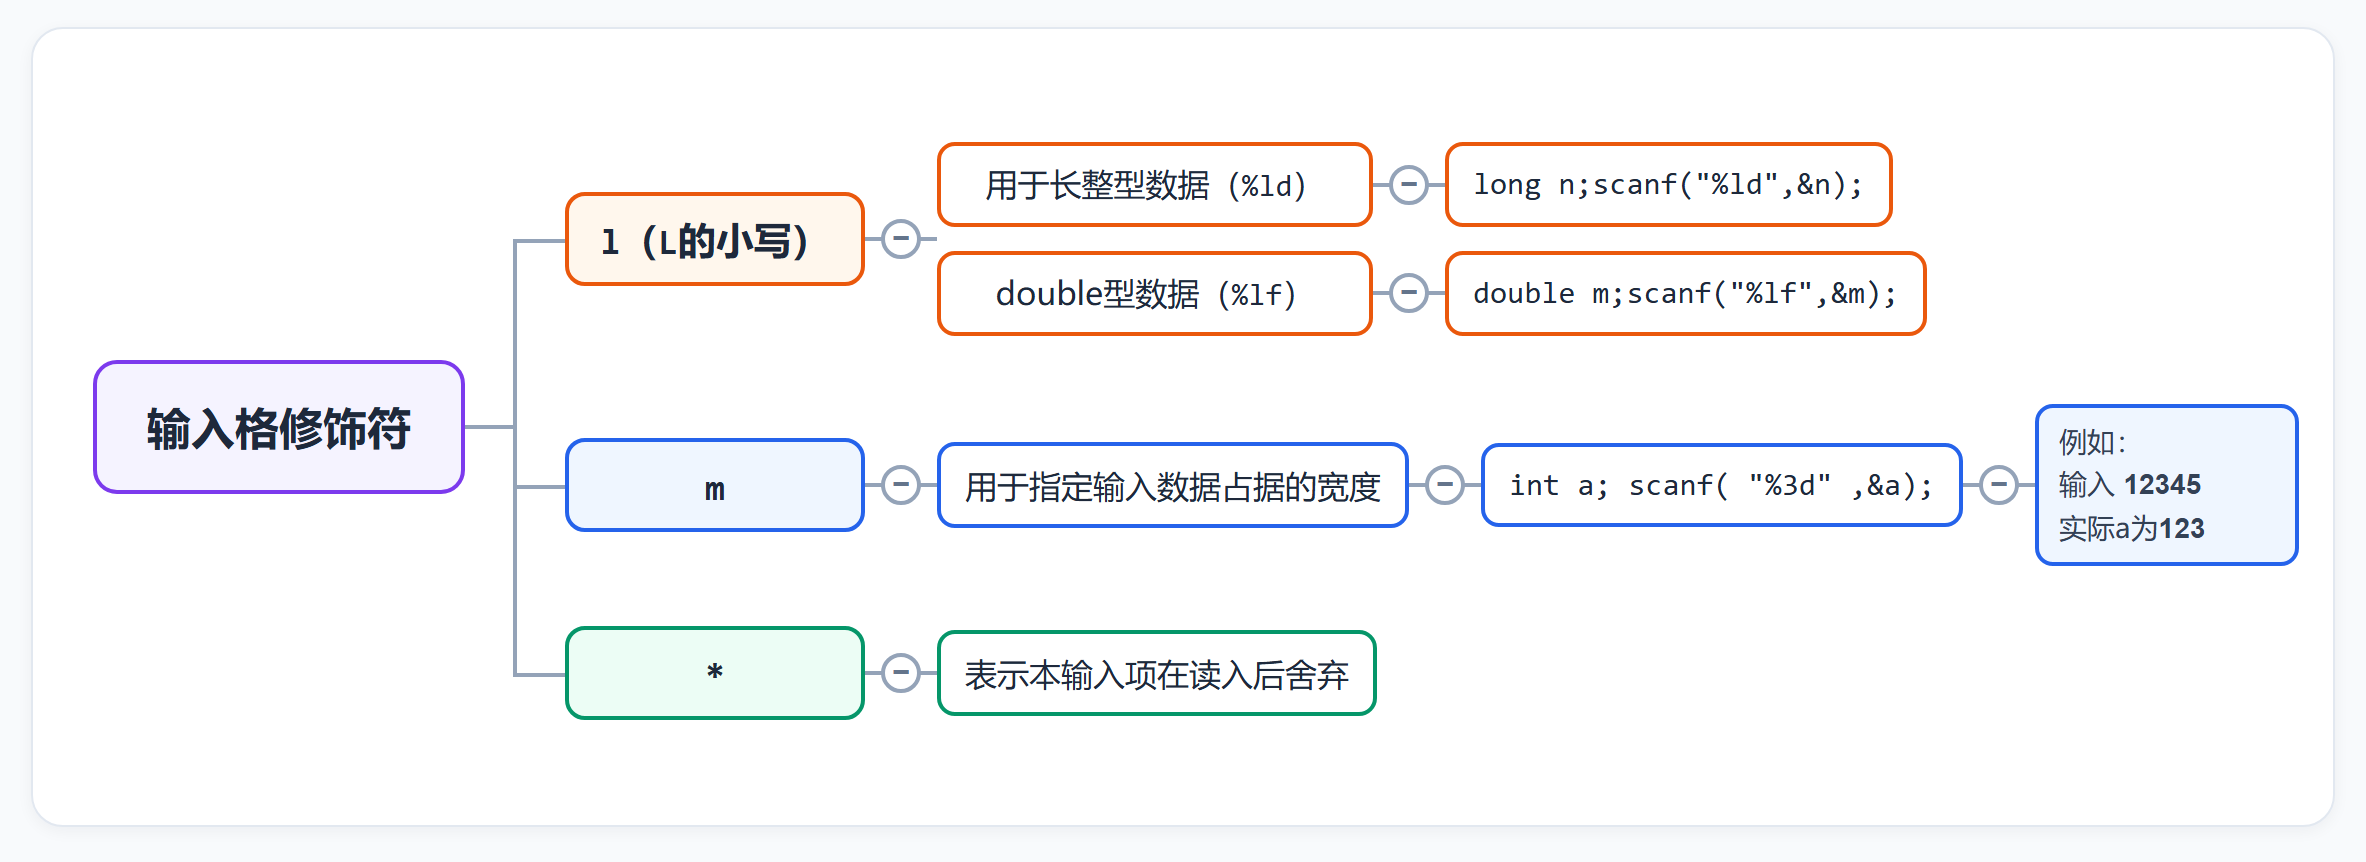 输入格修饰符
l（L的小写）
用于长整型数据（%ld）
long n;scanf("%ld",&n);
double型数据（%lf）
double m;scanf("%lf",&m);
m
用于指定输入数据占据的宽度
int a; scanf( "%3d" ,&a);
例如：
输入 12345
实际a为123
*
表示本输入项在读入后舍弃